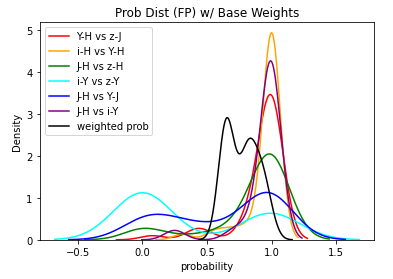 Prob Dist (FP) w/ Base Weights
Y-H vs z-J
i-H vs Y-H
J-H vs z-H
i-Y vs z-Y
J-H vs Y-J
J-H vs i-Y
weighted prob
Density
5
4
3
2
1
0
−0.5 0.0 0.5 1.0 1.5
probability